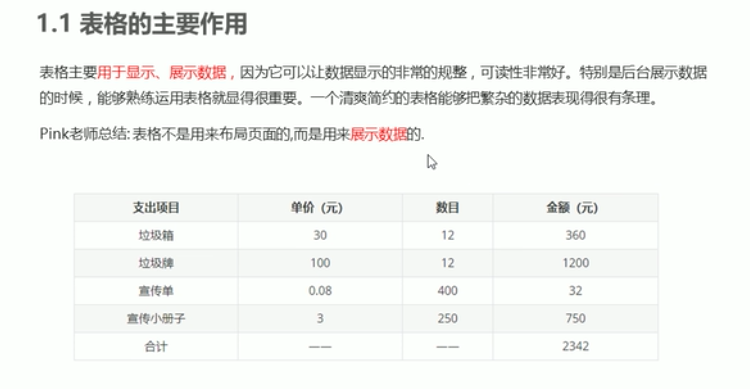 1.1 表格的主要作用
表格主要用于显示、展示数据，因为它可以让数据显示的非常的规整，可读性非常好。特别是后台展示数据
的时候，能够熟练运用表格就显得很重要。一个清爽简约的表格能够把繁杂的数据表现得很有条理。
Pink老师总结: 表格不是用来布局页面的,而是用来展示数据的.
支出项目 单价（元） 数目 金额（元）
垃圾箱 30 12 360
垃圾牌 100 12 1200
宣传单 0.08 400 32
宣传小册子 3 250 750
合计 —— —— 2342